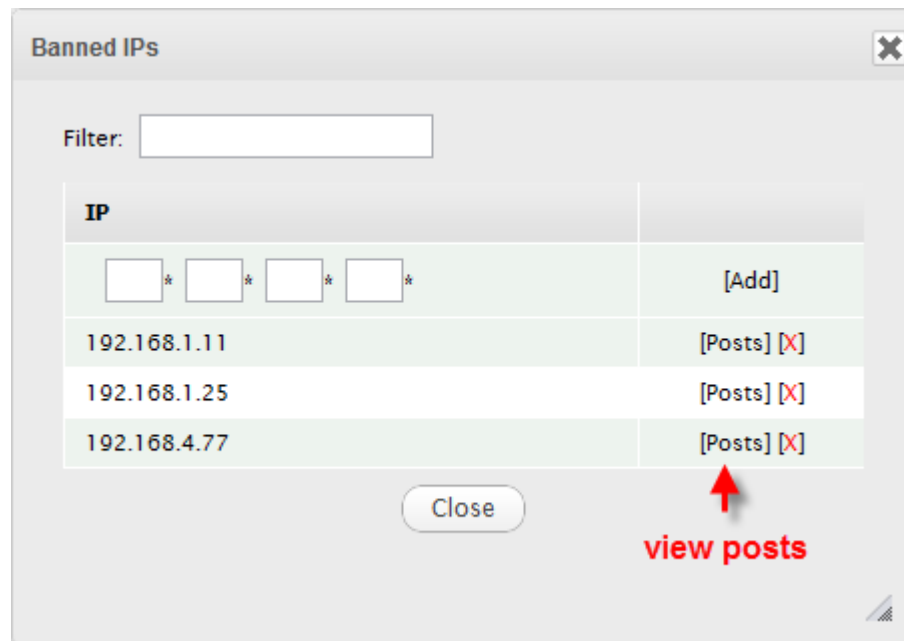 Banned IPs
Filter:
IP
* * * * [Add]
192.168.1.11 [Posts] [X]
192.168.1.25 [Posts] [X]
192.168.4.77 [Posts] [X]
Close
view posts